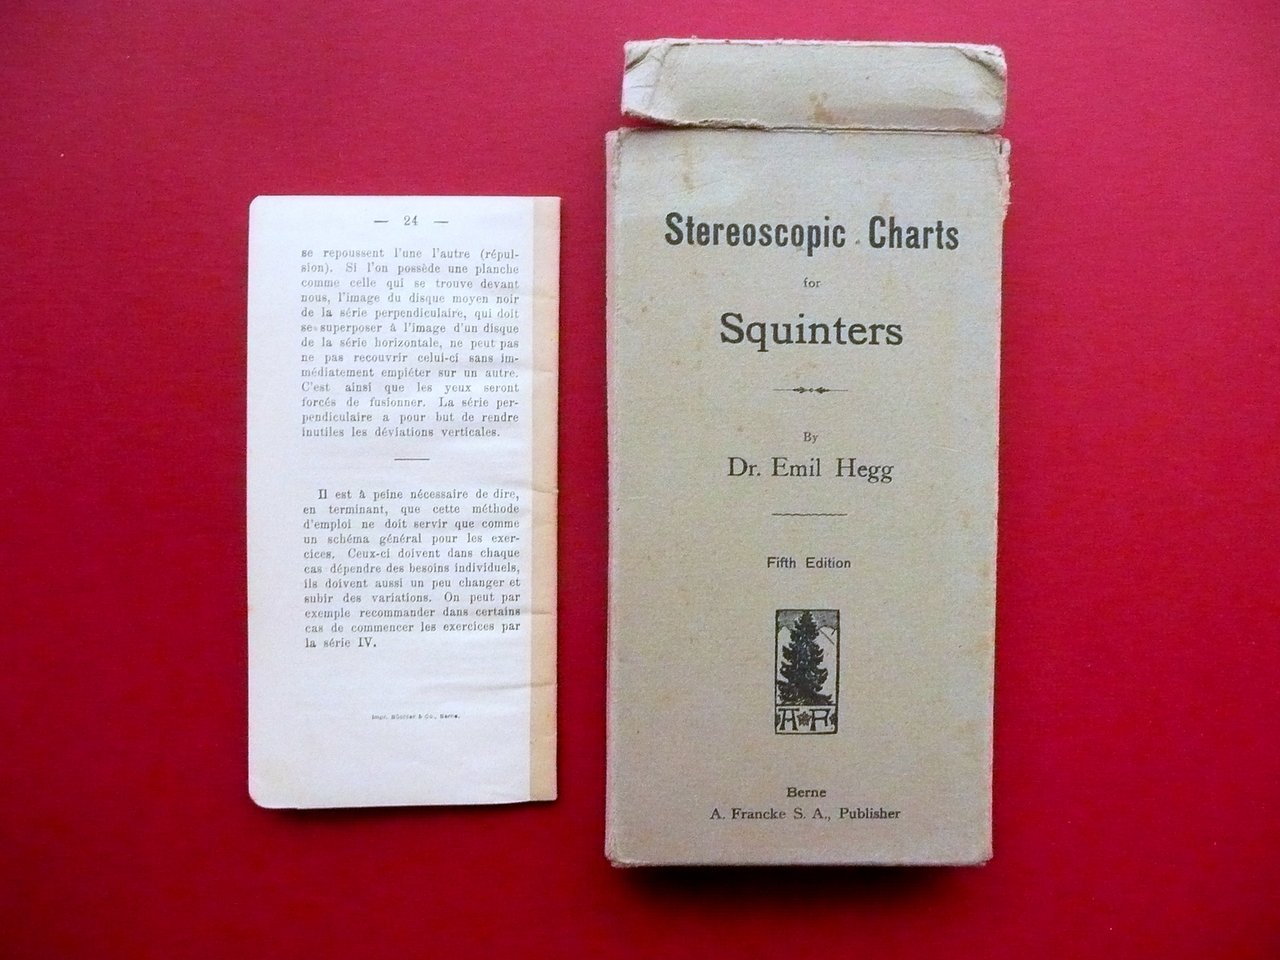 — 24 —
se repoussent l'une l'autre (répul-
sion). Si l'on possède une planche
comme celle qui se trouve devant
nous, l'image du disque moyen noir
de la série perpendiculaire, qui doit
se superposer à l'image d'un disque
de la série horizontale, ne peut pas
ne pas recouvrir celui-ci sans im-
médiatement empiéter sur un autre.
C'est ainsi que les yeux seront
forcés de fusionner. La série per-
pendiculaire a pour but de rendre
inutiles les déviations verticales.
Il est à peine nécessaire de dire,
en terminant, que cette méthode
d'emploi ne doit servir que comme
un schéma général pour les exer-
cices. Ceux-ci doivent dans chaque
cas dépendre des besoins individuels,
ils doivent aussi un peu changer et
subir des variations. On peut par
exemple recommander dans certains
cas de commencer les exercices par
la série IV.
Impr. Büchler & Co., Berne.
Stereoscopic Charts
for
Squinters
By
Dr. Emil Hegg
Fifth Edition
A F
Berne
A. Francke S. A., Publisher